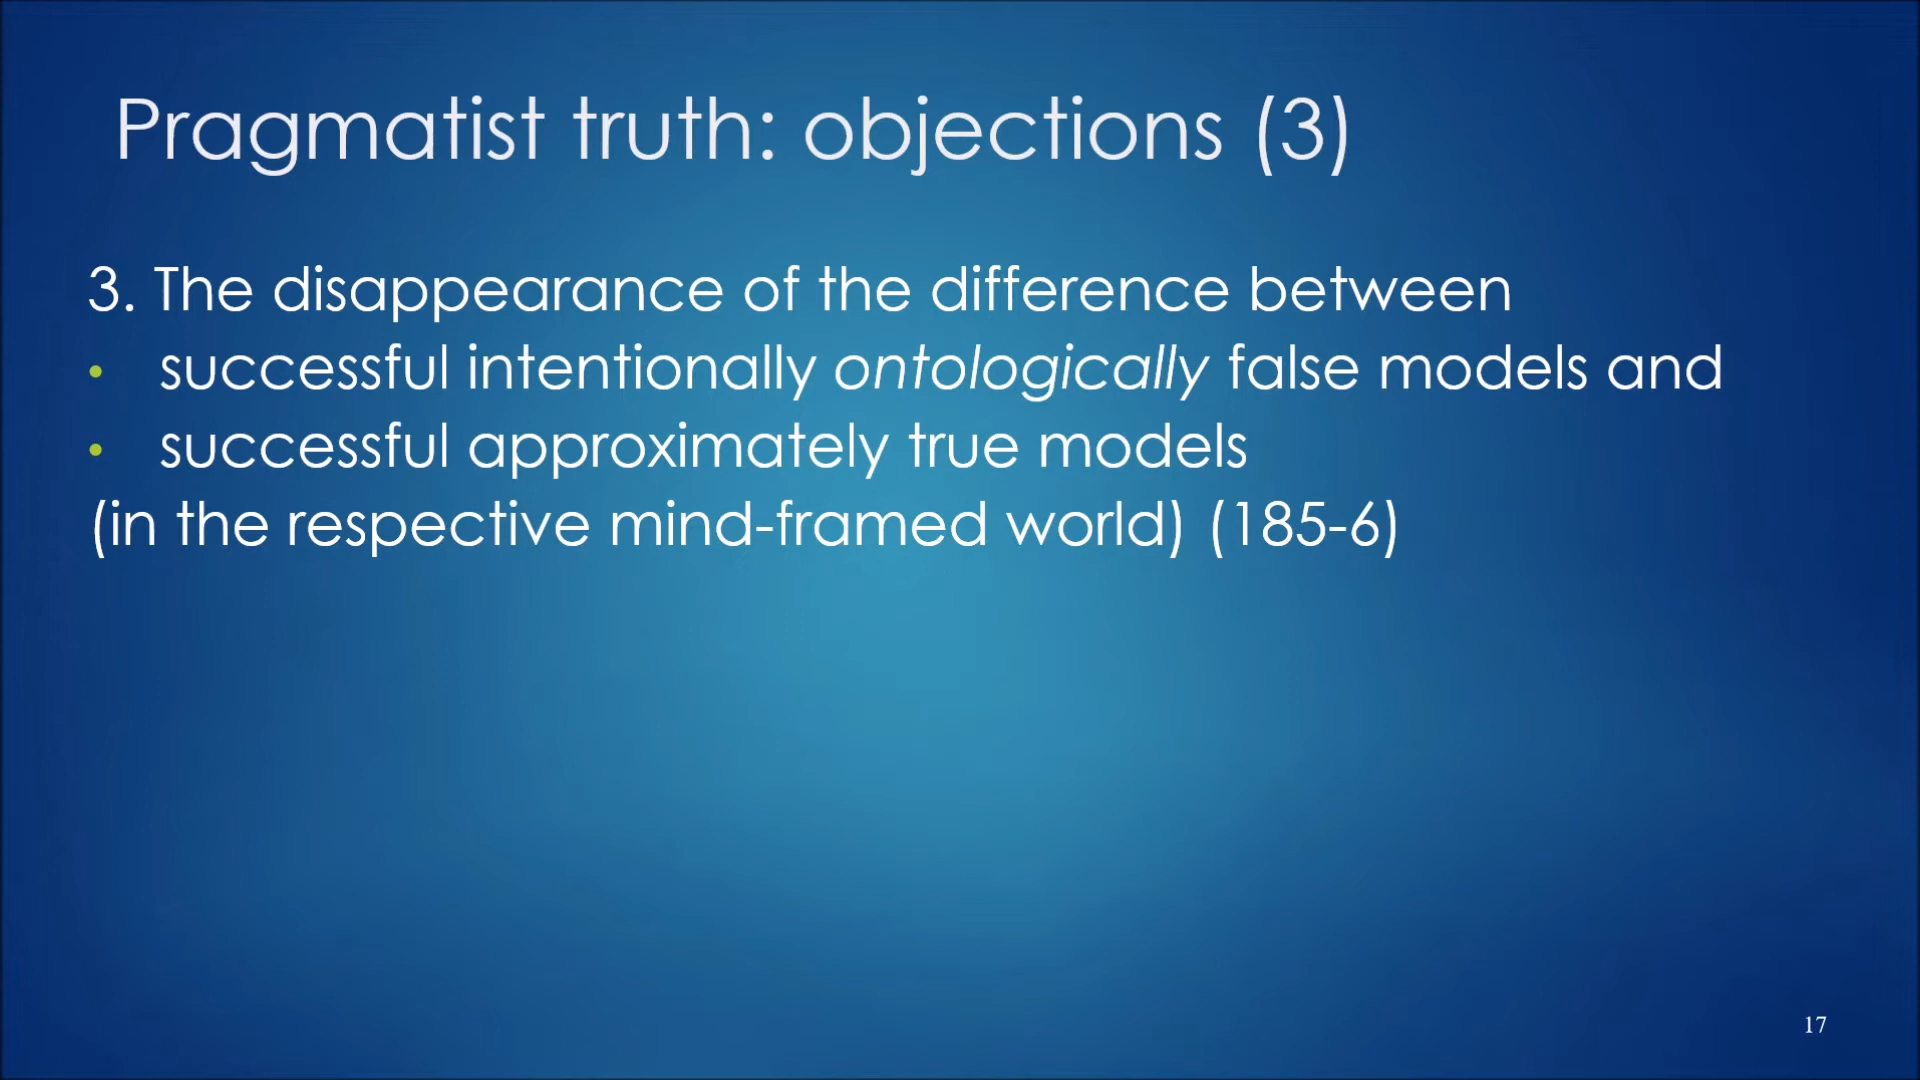 Pragmatist truth: objections (3)
3. The disappearance of the difference between
• successful intentionally ontologically false models and
• successful approximately true models
(in the respective mind-framed world) (185-6)
17